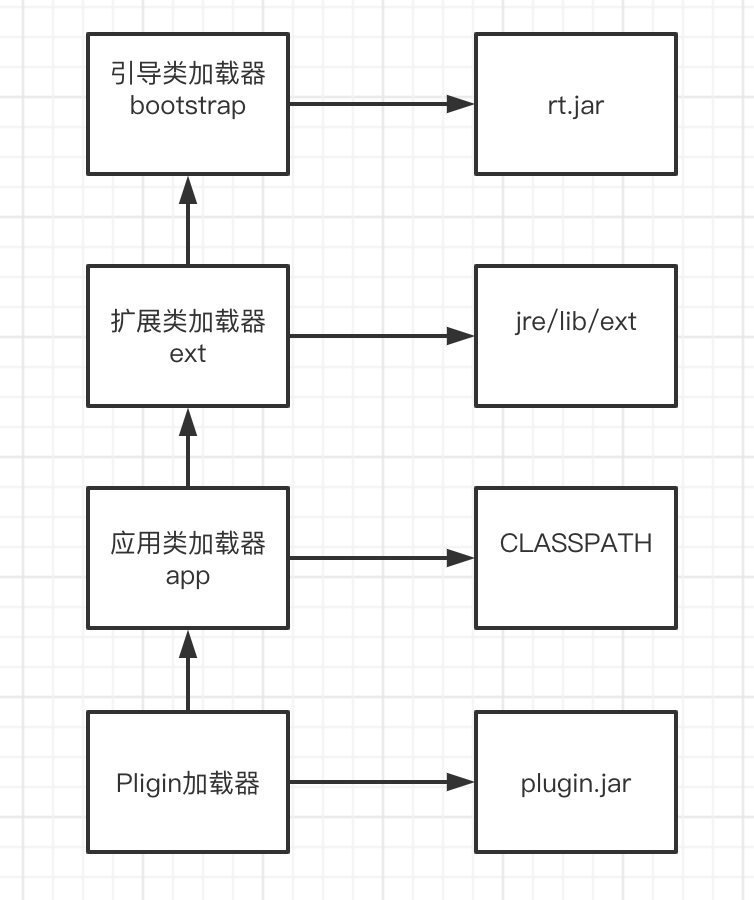 引导类加载器
bootstrap
rt.jar
扩展类加载器
ext
jre/lib/ext
应用类加载器
app
CLASSPATH
Pligin加载器
plugin.jar